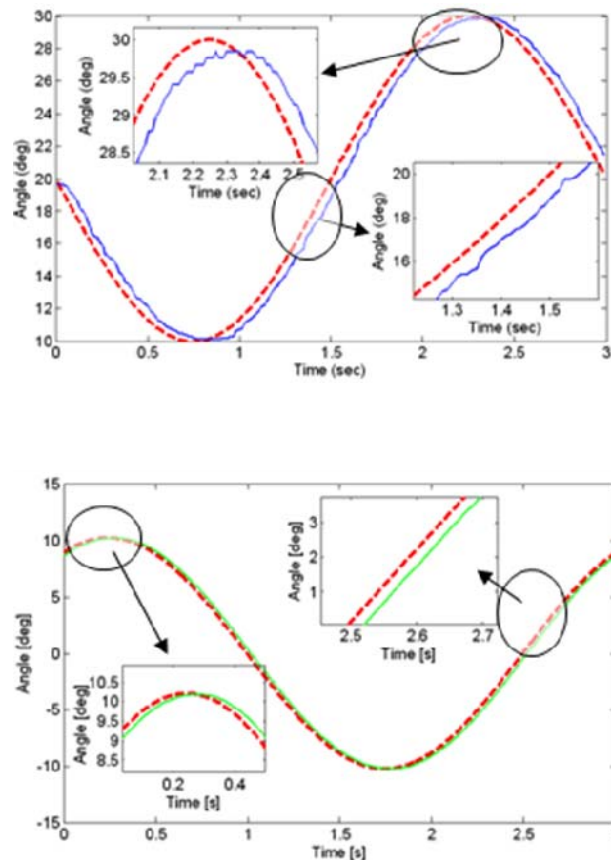 30
28
26
24
22
20
18
16
14
12
10
Angle (deg)
0 0.5 1 1.5 2 2.5 3
Time (sec)
30
29.5
29
28.5
Angle (deg)
2.1 2.2 2.3 2.4 2.5
Time (sec)
20
18
16
Angle (deg)
1.3 1.4 1.5
Time (sec)
15
10
5
0
-5
-10
-15
Angle [deg]
0 0.5 1 1.5 2 2.5
Time [s]
3
2
1
Angle [deg]
2.5 2.6 2.7
Time [s]
10.5
10
9.5
9
8.5
Angle [deg]
0.2 0.4
Time [s]